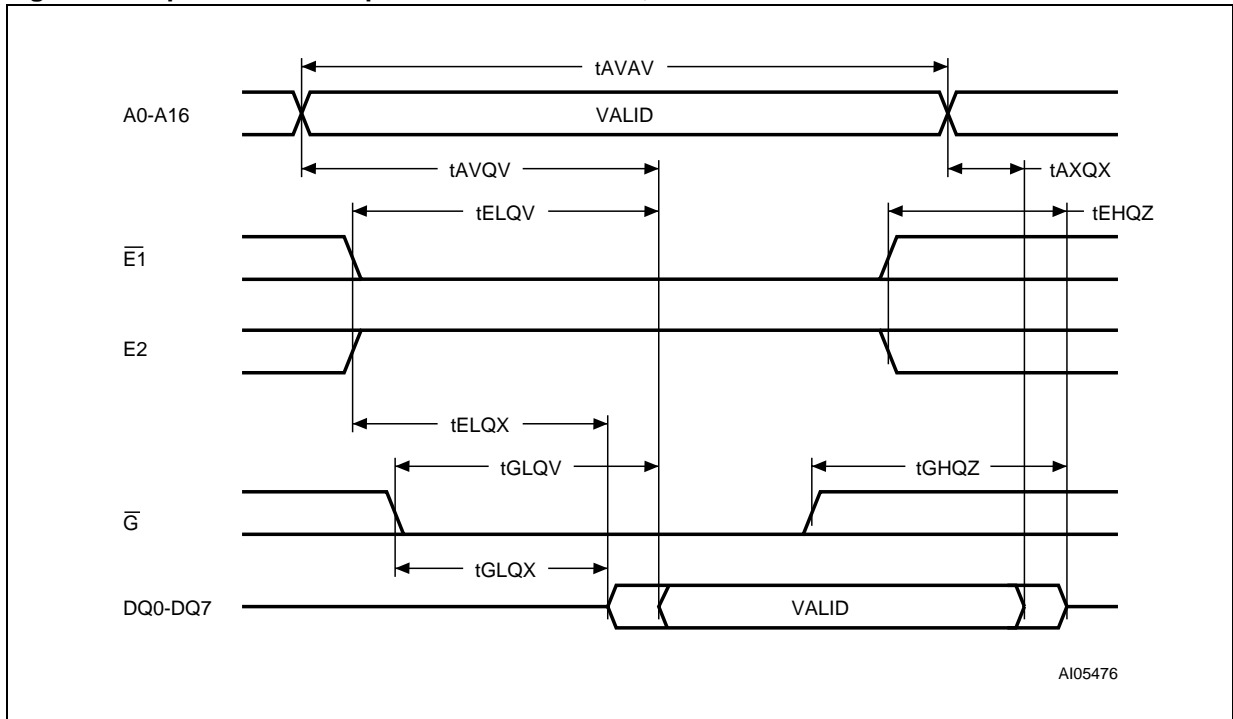 tAVAV
A0-A16
VALID
tAVQV
tAXQX
tELQV
tEHQZ
E1
E2
tELQX
tGLQV
tGHQZ
G
tGLQX
DQ0-DQ7
VALID
AI05476